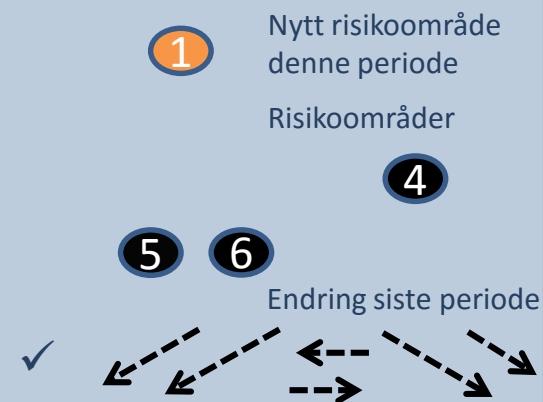 1
Nytt risikoområde
denne periode
Risikoområder
4
5 6
Endring siste periode
✓